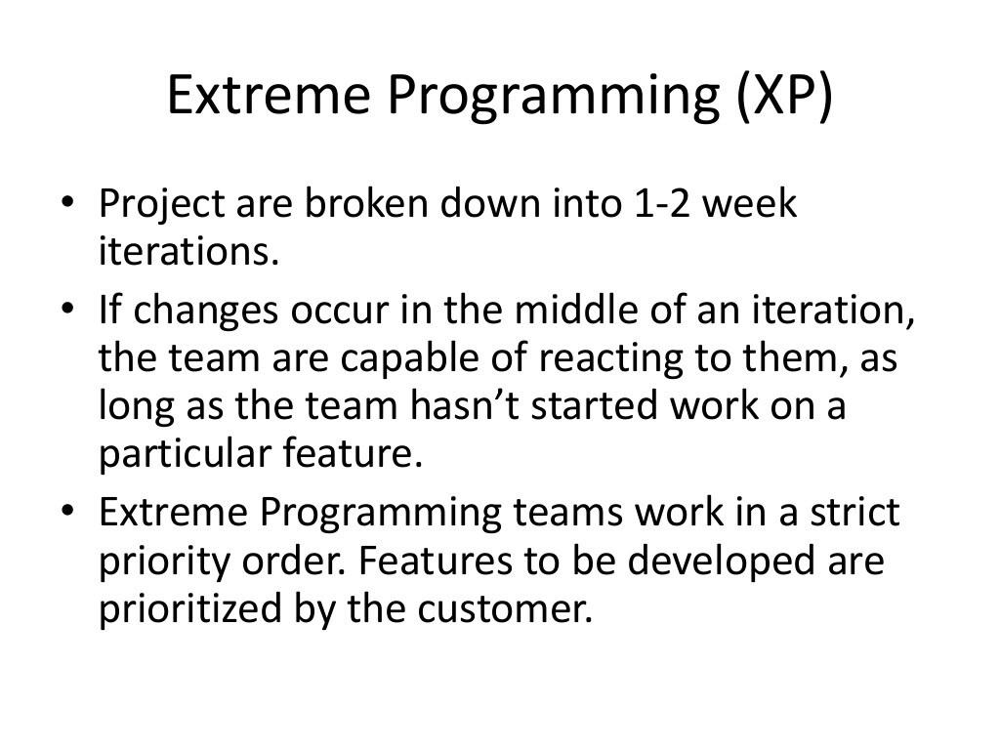 Extreme Programming (XP)
• Project are broken down into 1-2 week
iterations.
• If changes occur in the middle of an iteration,
the team are capable of reacting to them, as
long as the team hasn’t started work on a
particular feature.
• Extreme Programming teams work in a strict
priority order. Features to be developed are
prioritized by the customer.